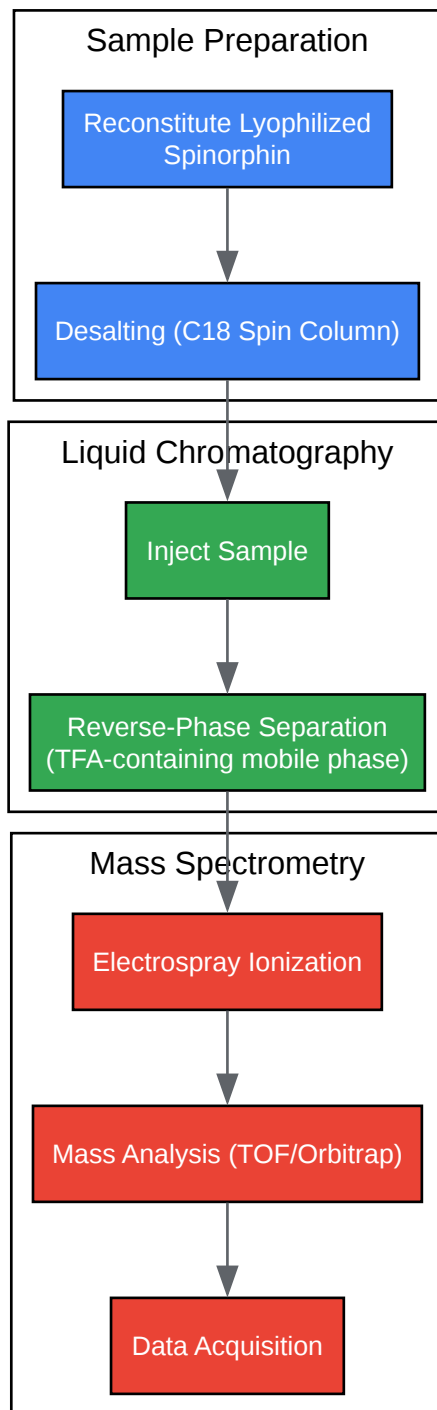 Sample Preparation
Reconstitute Lyophilized
Spinorphin
Desalting (C18 Spin Column)
Liquid Chromatography
Inject Sample
Reverse-Phase Separation
(TFA-containing mobile phase)
Mass Spectrometry
Electrospray Ionization
Mass Analysis (TOF/Orbitrap)
Data Acquisition